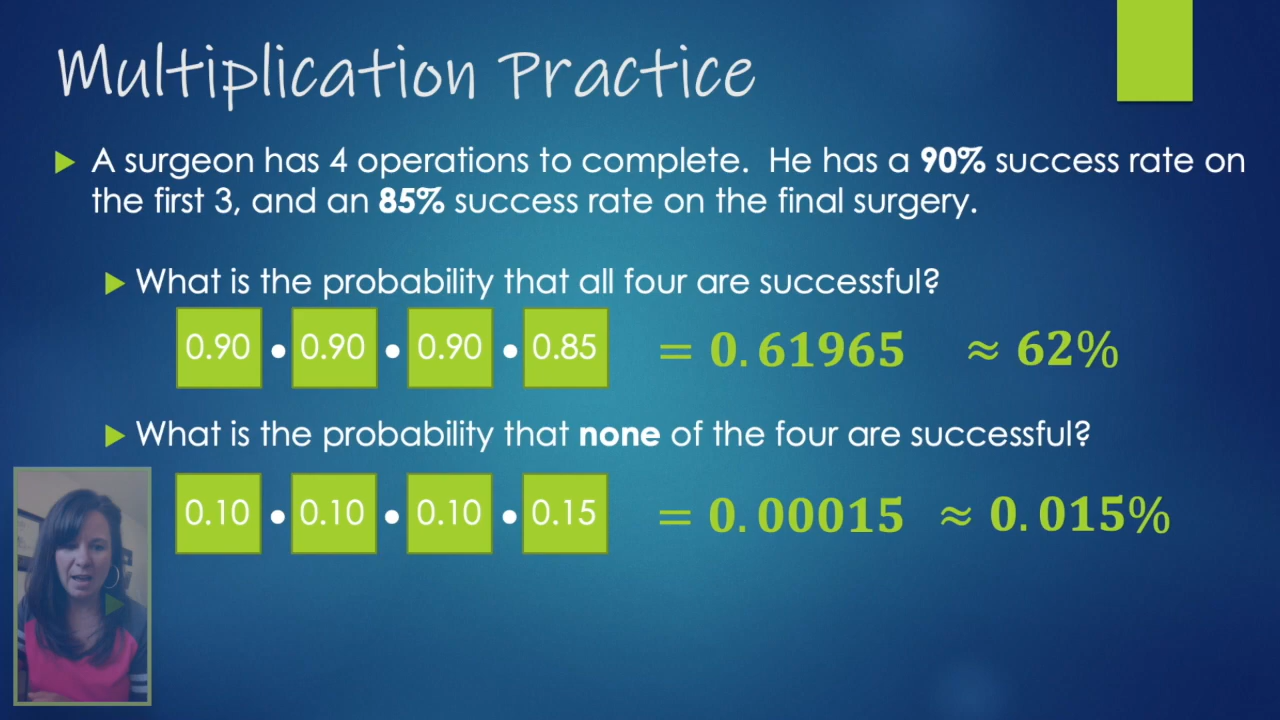 Multiplication Practice
A surgeon has 4 operations to complete. He has a 90% success rate on
the first 3, and an 85% success rate on the final surgery.
What is the probability that all four are successful?
0.90 • 0.90 • 0.90 • 0.85 = 0.61965 ≈ 62%
What is the probability that none of the four are successful?
0.10 • 0.10 • 0.10 • 0.15 = 0.00015 ≈ 0.015%